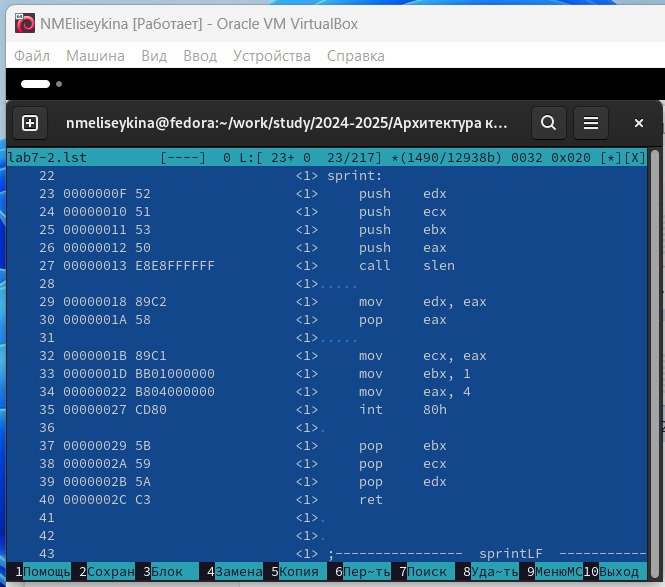 NMEliseykina [Работает] - Oracle VM VirtualBox
Файл Машина Вид Ввод Устройства Справка
nmeliseykina@fedora:~/work/study/2024-2025/Архитектура к...
lab7-2.lst [----] 0 L:[ 23+ 0 23/217] *(1490/12938b) 0032 0x020 [*][X]
22 <1> sprint:
23 0000000F 52 <1> push edx
24 00000010 51 <1> push ecx
25 00000011 53 <1> push ebx
26 00000012 50 <1> push eax
27 00000013 E8E8FFFFFF <1> call slen
28 <1>.....
29 00000018 89C2 <1> mov edx, eax
30 0000001A 58 <1> pop eax
31 <1>.....
32 0000001B 89C1 <1> mov ecx, eax
33 0000001D BB01000000 <1> mov ebx, 1
34 00000022 B804000000 <1> mov eax, 4
35 00000027 CD80 <1> int 80h
36 <1>.
37 00000029 5B <1> pop ebx
38 0000002A 59 <1> pop ecx
39 0000002B 5A <1> pop edx
40 0000002C C3 <1> ret
41 <1>.
42 <1>.
43 <1> ;---------------- sprintLF -----------
1Помощь 2Сохран 3Блок 4Замена 5Копия 6Пер~ть 7Поиск 8Уда~ть 9МенюMC 10Выход